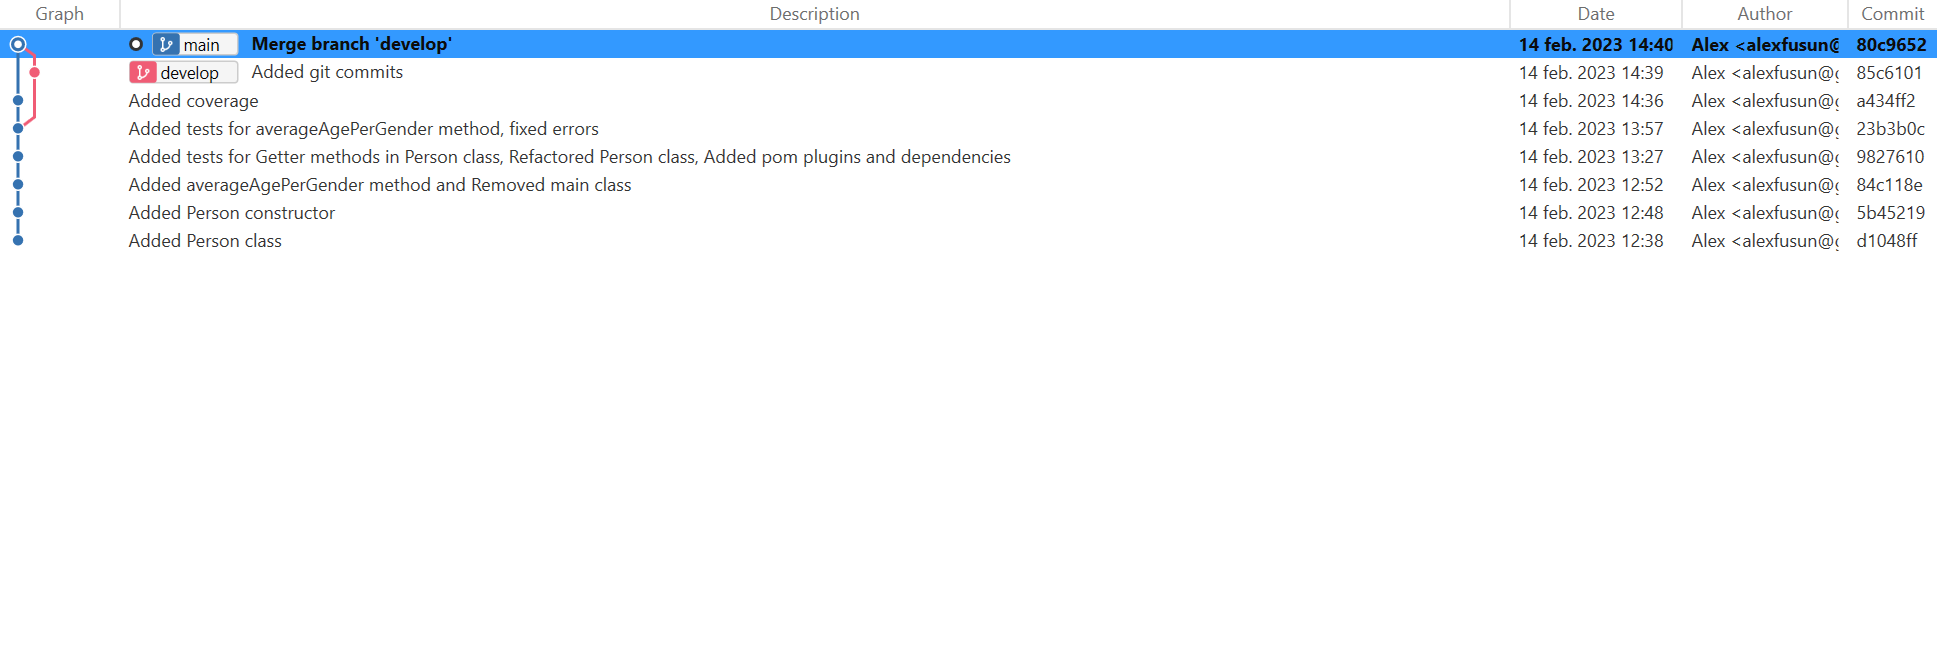 Graph Description Date Author Commit
main Merge branch 'develop' 14 feb. 2023 14:40 Alex <alexfusun@ 80c9652
develop Added git commits 14 feb. 2023 14:39 Alex <alexfusun@g 85c6101
Added coverage 14 feb. 2023 14:36 Alex <alexfusun@g a434ff2
Added tests for averageAgePerGender method, fixed errors 14 feb. 2023 13:57 Alex <alexfusun@g 23b3b0c
Added tests for Getter methods in Person class, Refactored Person class, Added pom plugins and dependencies 14 feb. 2023 13:27 Alex <alexfusun@g 9827610
Added averageAgePerGender method and Removed main class 14 feb. 2023 12:52 Alex <alexfusun@g 84c118e
Added Person constructor 14 feb. 2023 12:48 Alex <alexfusun@g 5b45219
Added Person class 14 feb. 2023 12:38 Alex <alexfusun@g d1048ff